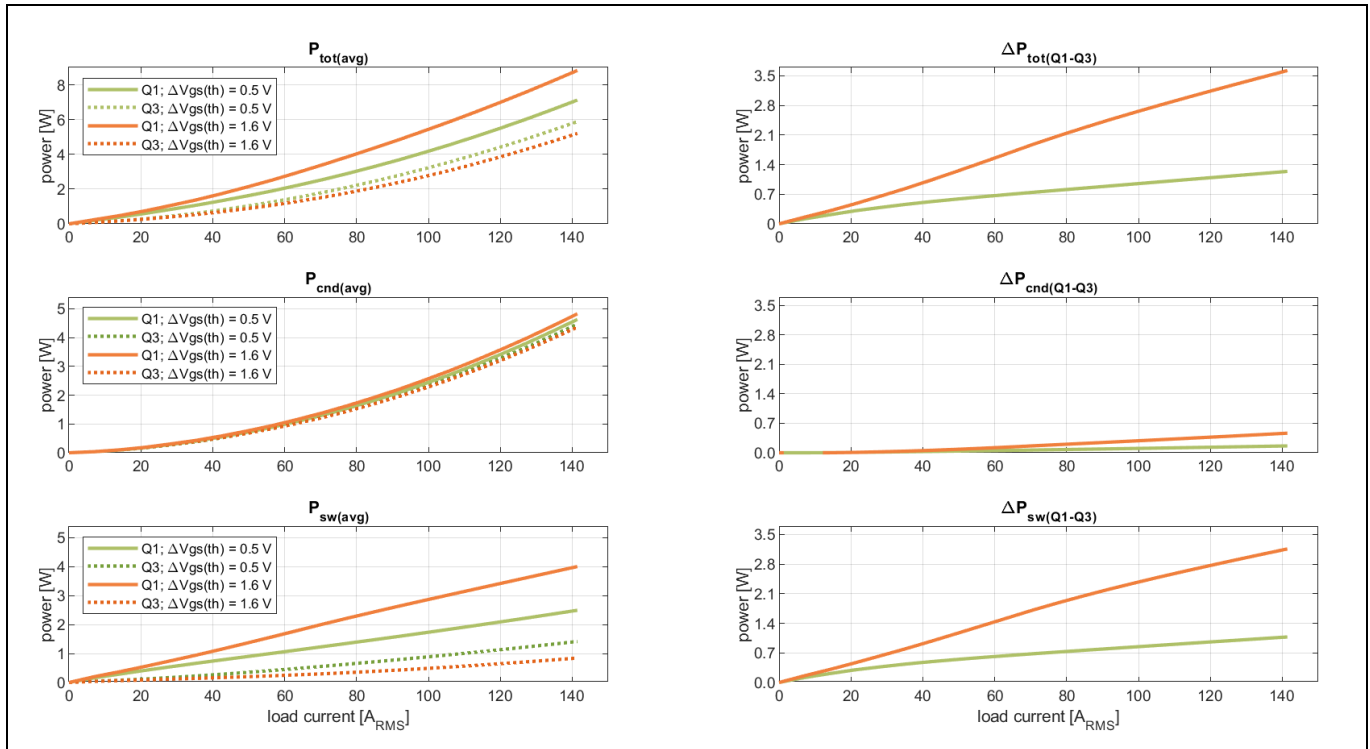 P_tot(avg)
power [W]
8
6
4
2
0
Q1; ΔVgs(th) = 0.5 V
Q3; ΔVgs(th) = 0.5 V
Q1; ΔVgs(th) = 1.6 V
Q3; ΔVgs(th) = 1.6 V
0 20 40 60 80 100 120 140
ΔP_tot(Q1-Q3)
power [W]
3.5
2.8
2.1
1.4
0.7
0
0 20 40 60 80 100 120 140
P_cnd(avg)
power [W]
5
4
3
2
1
0
Q1; ΔVgs(th) = 0.5 V
Q3; ΔVgs(th) = 0.5 V
Q1; ΔVgs(th) = 1.6 V
Q3; ΔVgs(th) = 1.6 V
0 20 40 60 80 100 120 140
ΔP_cnd(Q1-Q3)
power [W]
3.5
2.8
2.1
1.4
0.7
0.0
0 20 40 60 80 100 120 140
P_sw(avg)
power [W]
5
4
3
2
1
0
Q1; ΔVgs(th) = 0.5 V
Q3; ΔVgs(th) = 0.5 V
Q1; ΔVgs(th) = 1.6 V
Q3; ΔVgs(th) = 1.6 V
0 20 40 60 80 100 120 140
load current [A_RMS]
ΔP_sw(Q1-Q3)
power [W]
3.5
2.8
2.1
1.4
0.7
0.0
0 20 40 60 80 100 120 140
load current [A_RMS]